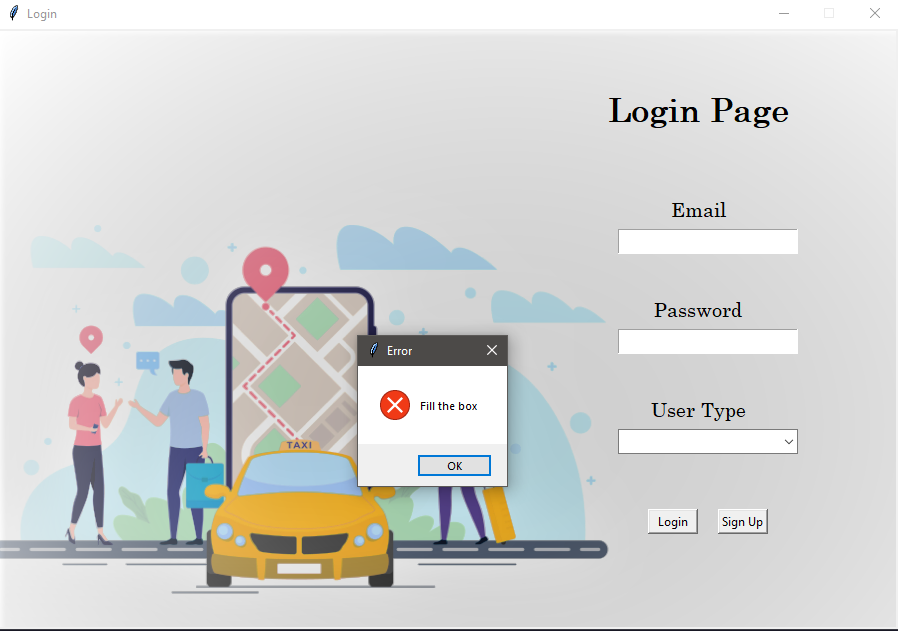 Login
Login Page
Email
Password
Error
Fill the box
OK
User Type
TAXI
Login
Sign Up